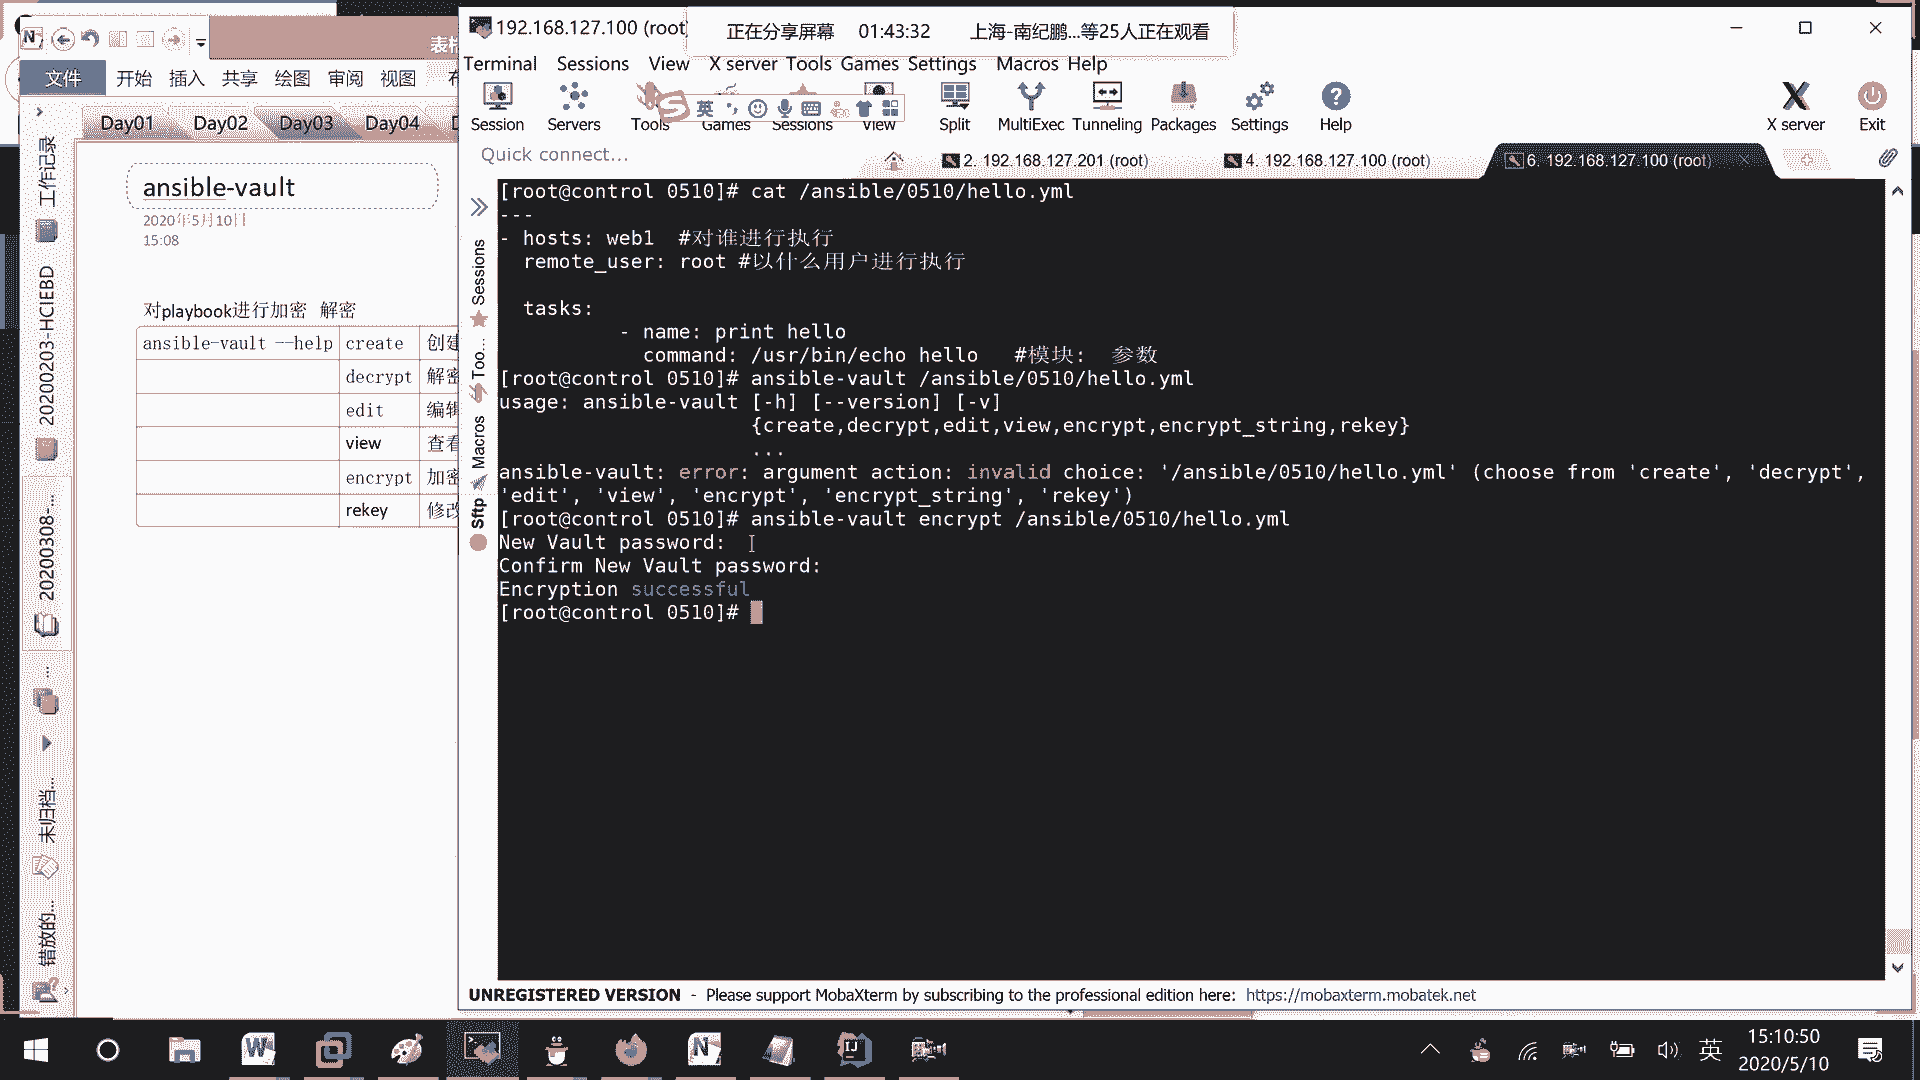 192.168.127.100 (root)
正在分享屏幕 01:43:32 上海-南纪鹏...等25人正在观看
文件 开始 插入 共享 绘图 审阅 视图
Terminal Sessions View X server Tools Games Settings Macros Help
Session Servers Tools Games Sessions View Split MultiExec Tunneling Packages Settings Help X server Exit
英
Day01 Day02 Day03 Day04
Quick connect...
2. 192.168.127.201 (root) 4. 192.168.127.100 (root) 6. 192.168.127.100 (root)
工作记录
20200203-HCIEBD
20200308-...
...
未归档...
错放的...
ansible-vault
2020年5月10日
15:08
对playbook进行加密 解密
ansible-vault --help create 创建
decrypt 解密
edit 编辑
view 查看
encrypt 加密
rekey 修改
Sessions
Too...
Macros
Sftp
[root@control 0510]# cat /ansible/0510/hello.yml
---
- hosts: web1  #对谁进行执行
  remote_user: root #以什么用户进行执行
  tasks:
          - name: print hello
            command: /usr/bin/echo hello   #模块:  参数
[root@control 0510]# ansible-vault /ansible/0510/hello.yml
usage: ansible-vault [-h] [--version] [-v]
                     {create,decrypt,edit,view,encrypt,encrypt_string,rekey}
                     ...
ansible-vault: error: argument action: invalid choice: '/ansible/0510/hello.yml' (choose from 'create', 'decrypt',
'edit', 'view', 'encrypt', 'encrypt_string', 'rekey')
[root@control 0510]# ansible-vault encrypt /ansible/0510/hello.yml
New Vault password:
Confirm New Vault password:
Encryption successful
[root@control 0510]#
UNREGISTERED VERSION - Please support MobaXterm by subscribing to the professional edition here: https://mobaxterm.mobatek.net
英 15:10:50
2020/5/10